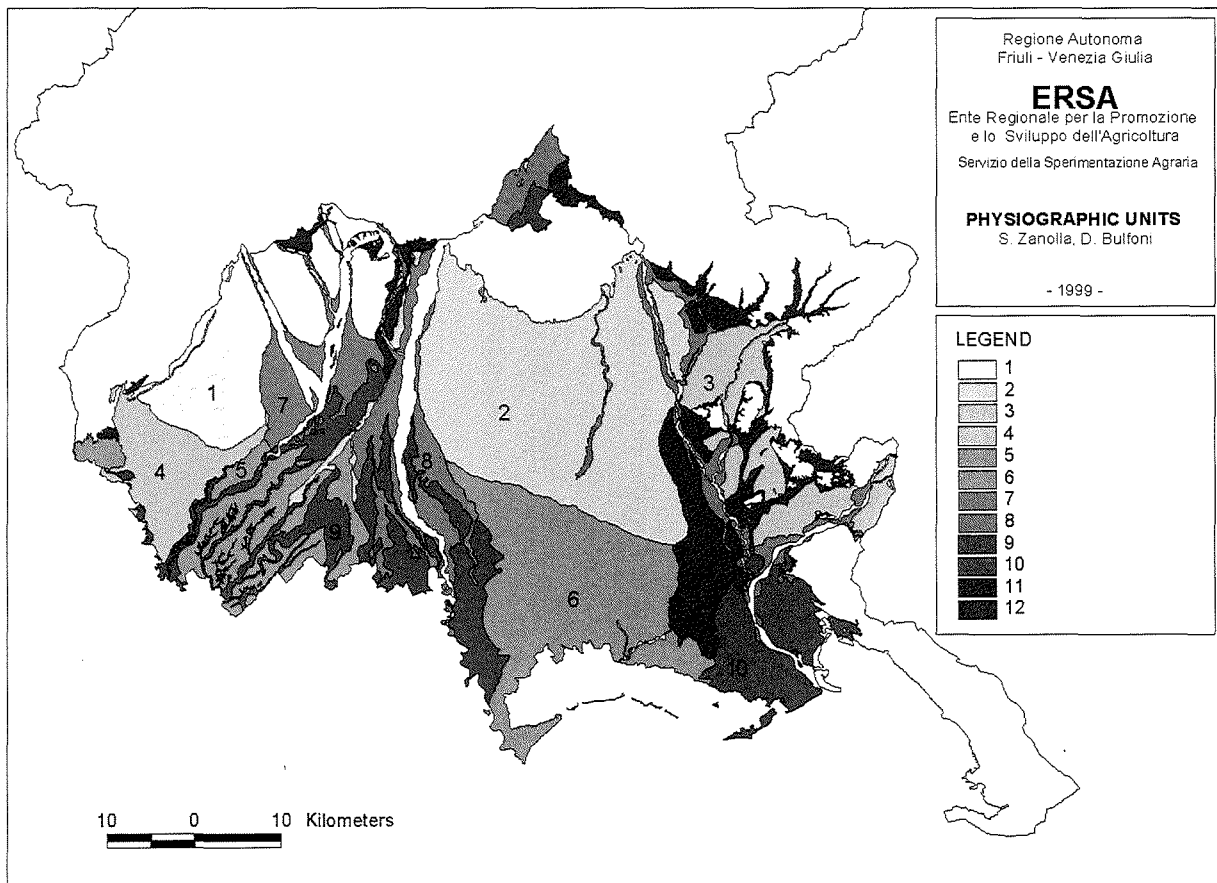 Regione Autonoma
Friuli - Venezia Giulia
ERSA
Ente Regionale per la Promozione
e lo Sviluppo dell'Agricoltura
Servizio della Sperimentazione Agraria
PHYSIOGRAPHIC UNITS
S. Zanolla, D. Bulfoni
- 1999 -
LEGEND
1
2
3
4
5
6
7
8
9
10
11
12
1
2
3
4
5
6
7
8
9
10
10 0 10 Kilometers